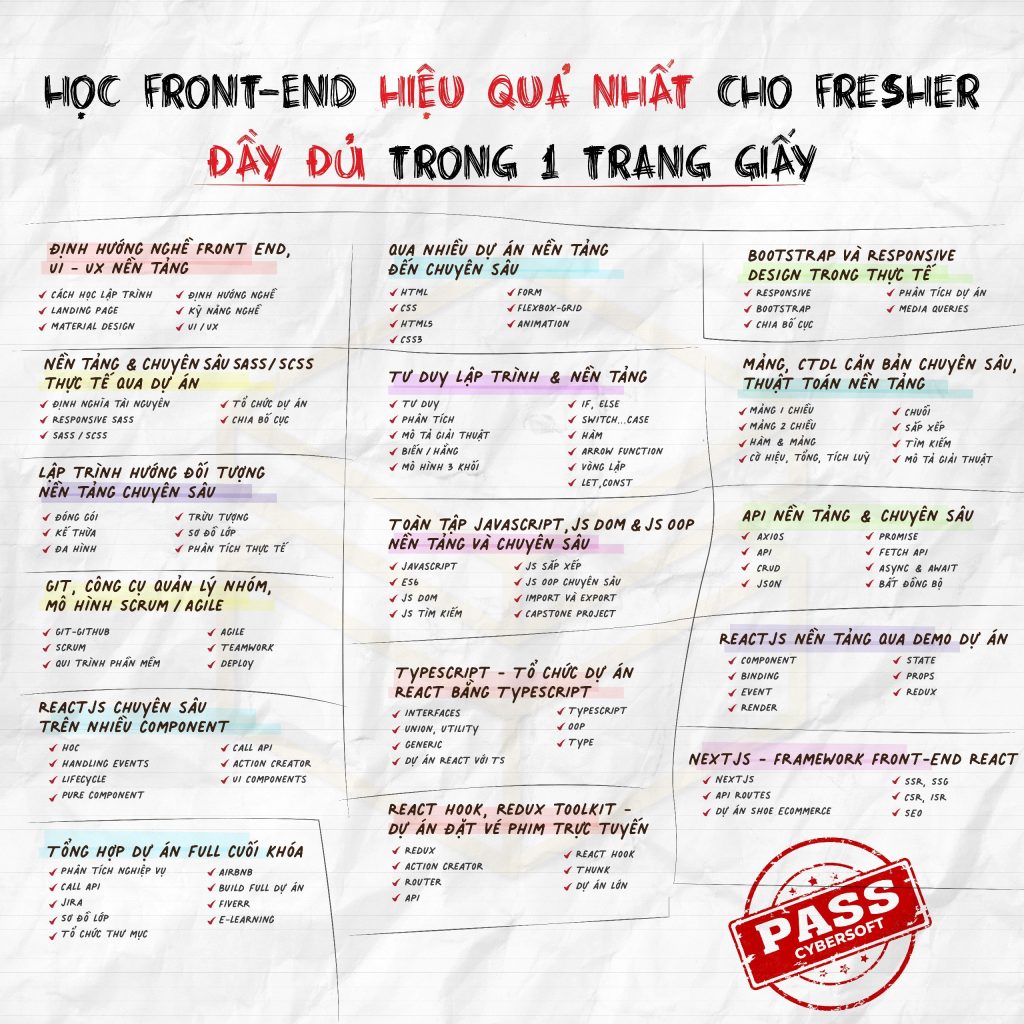 HỌC FRONT-END HIỆU QUẢ NHẤT CHO FRESHER
ĐẦY ĐỦ TRONG 1 TRANG GIẤY
ĐỊNH HƯỚNG NGHỀ FRONT END,
UI - UX NỀN TẢNG
CÁCH HỌC LẬP TRÌNH
LANDING PAGE
MATERIAL DESIGN
ĐỊNH HƯỚNG NGHỀ
KỸ NĂNG NGHỀ
UI / UX
NỀN TẢNG & CHUYÊN SÂU SASS / SCSS
THỰC TẾ QUA DỰ ÁN
ĐỊNH NGHĨA TÀI NGUYÊN
RESPONSIVE SASS
SASS / SCSS
TỔ CHỨC DỰ ÁN
CHIA BỐ CỤC
LẬP TRÌNH HƯỚNG ĐỐI TƯỢNG
NỀN TẢNG CHUYÊN SÂU
ĐÓNG GÓI
KẾ THỪA
ĐA HÌNH
TRỪU TƯỢNG
SƠ ĐỒ LỚP
PHÂN TÍCH THỰC TẾ
GIT, CÔNG CỤ QUẢN LÝ NHÓM,
MÔ HÌNH SCRUM / AGILE
GIT-GITHUB
SCRUM
QUI TRÌNH PHẦN MỀM
AGILE
TEAMWORK
DEPLOY
REACTJS CHUYÊN SÂU
TRÊN NHIỀU COMPONENT
HOC
HANDLING EVENTS
LIFECYCLE
PURE COMPONENT
CALL API
ACTION CREATOR
UI COMPONENTS
TỔNG HỢP DỰ ÁN FULL CUỐI KHÓA
PHÂN TÍCH NGHIỆP VỤ
CALL API
JIRA
SƠ ĐỒ LỚP
TỔ CHỨC THƯ MỤC
AIRBNB
BUILD FULL DỰ ÁN
FIVERR
E-LEARNING
QUA NHIỀU DỰ ÁN NỀN TẢNG
ĐẾN CHUYÊN SÂU
HTML
CSS
HTML5
CSS3
FORM
FLEXBOX-GRID
ANIMATION
TƯ DUY LẬP TRÌNH & NỀN TẢNG
TƯ DUY
PHÂN TÍCH
MÔ TẢ GIẢI THUẬT
BIẾN / HẰNG
MÔ HÌNH 3 KHỐI
IF, ELSE
SWITCH...CASE
HÀM
ARROW FUNCTION
VÒNG LẶP
LET,CONST
TOÀN TẬP JAVASCRIPT, JS DOM & JS OOP
NỀN TẢNG VÀ CHUYÊN SÂU
JAVASCRIPT
ES6
JS DOM
JS TÌM KIẾM
JS SẮP XẾP
JS OOP CHUYÊN SÂU
IMPORT VÀ EXPORT
CAPSTONE PROJECT
TYPESCRIPT - TỔ CHỨC DỰ ÁN
REACT BẰNG TYPESCRIPT
INTERFACES
UNION, UTILITY
GENERIC
DỰ ÁN REACT VỚI TS
TYPESCRIPT
OOP
TYPE
REACT HOOK, REDUX TOOLKIT -
DỰ ÁN ĐẶT VÉ PHIM TRỰC TUYẾN
REDUX
ACTION CREATOR
ROUTER
API
REACT HOOK
THUNK
DỰ ÁN LỚN
BOOTSTRAP VÀ RESPONSIVE
DESIGN TRONG THỰC TẾ
RESPONSIVE
BOOTSTRAP
CHIA BỐ CỤC
PHÂN TÍCH DỰ ÁN
MEDIA QUERIES
MẢNG, CTDL CĂN BẢN CHUYÊN SÂU,
THUẬT TOÁN NỀN TẢNG
MẢNG 1 CHIỀU
MẢNG 2 CHIỀU
HÀM & MẢNG
CỜ HIỆU, TỔNG, TÍCH LUỸ
CHUỖI
SẮP XẾP
TÌM KIẾM
MÔ TẢ GIẢI THUẬT
API NỀN TẢNG & CHUYÊN SÂU
AXIOS
API
CRUD
JSON
PROMISE
FETCH API
ASYNC & AWAIT
BẤT ĐỒNG BỘ
REACTJS NỀN TẢNG QUA DEMO DỰ ÁN
COMPONENT
BINDING
EVENT
RENDER
STATE
PROPS
REDUX
NEXTJS - FRAMEWORK FRONT-END REACT
NEXTJS
API ROUTES
DỰ ÁN SHOE ECOMMERCE
SSR, SSG
CSR, ISR
SEO
PASS
CYBERSOFT